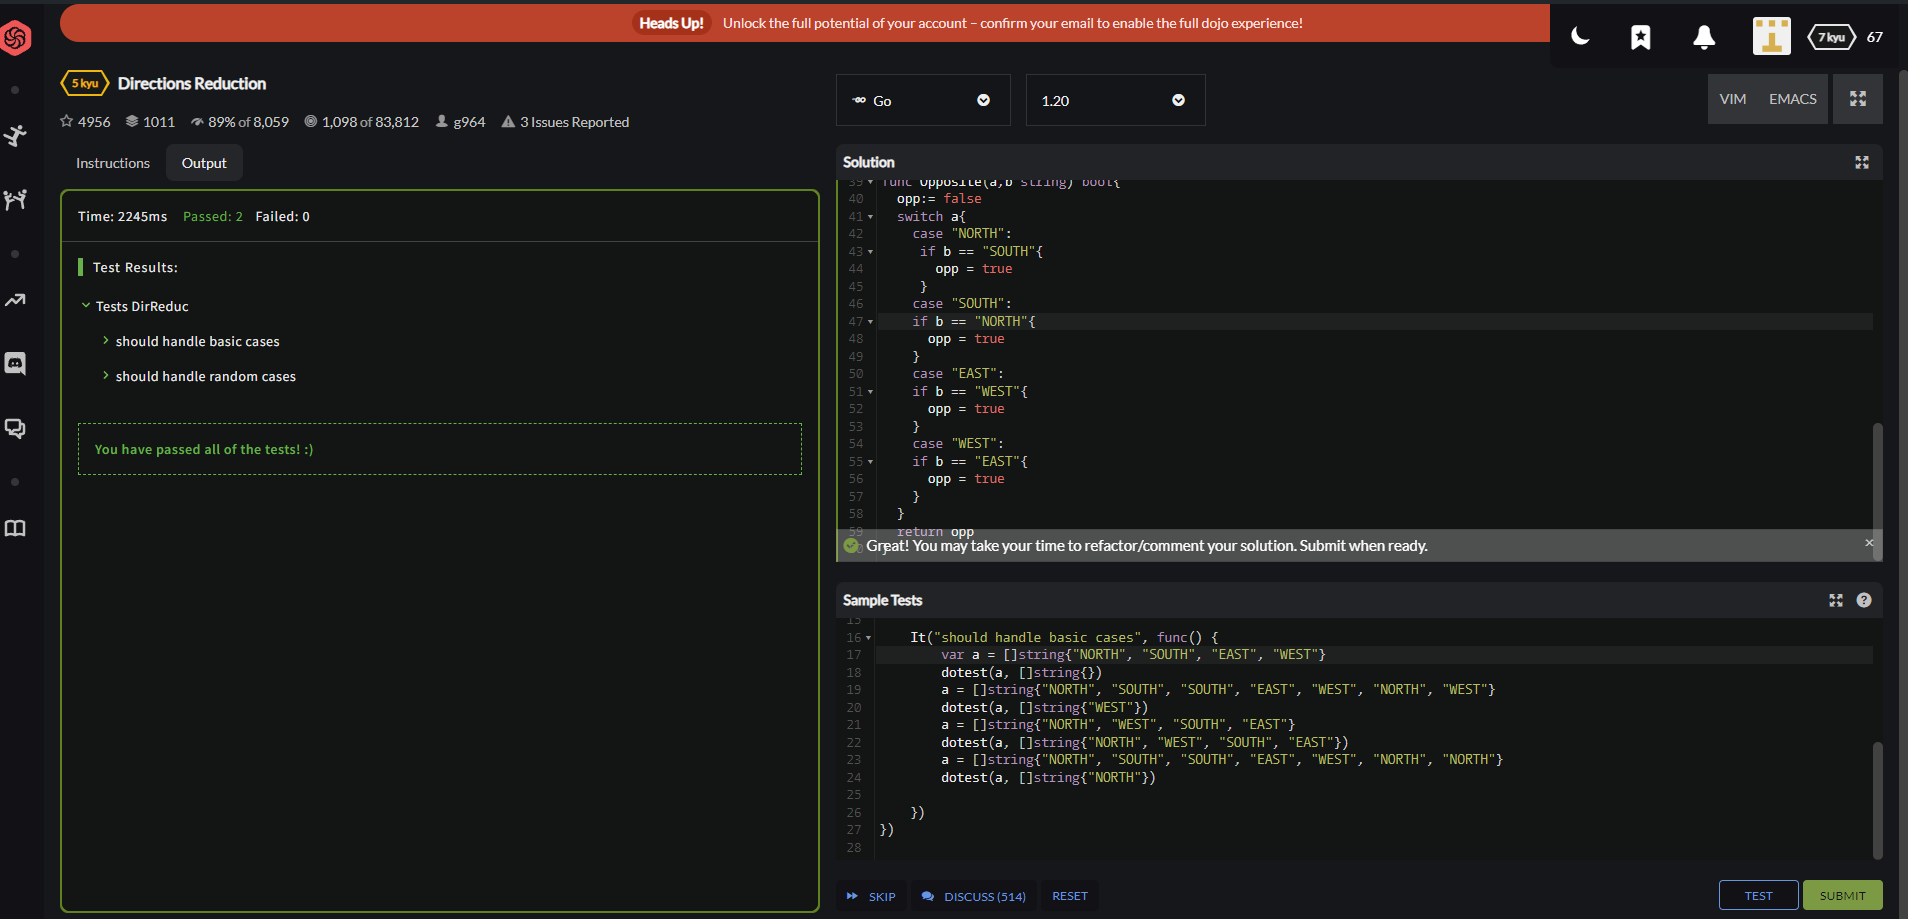 Heads Up! Unlock the full potential of your account – confirm your email to enable the full dojo experience!
7 kyu 67
5 kyu Directions Reduction
4956 1011 89% of 8,059 1,098 of 83,812 g964 3 Issues Reported
Instructions Output
Time: 2245ms Passed: 2 Failed: 0
Test Results:
Tests DirReduc
should handle basic cases
should handle random cases
You have passed all of the tests! :)
Go 1.20
VIM EMACS
Solution
39 func Opposite(a,b string) bool{
40 opp:= false
41 switch a{
42 case "NORTH":
43 if b == "SOUTH"{
44 opp = true
45 }
46 case "SOUTH":
47 if b == "NORTH"{
48 opp = true
49 }
50 case "EAST":
51 if b == "WEST"{
52 opp = true
53 }
54 case "WEST":
55 if b == "EAST"{
56 opp = true
57 }
58 }
59 return opp
Great! You may take your time to refactor/comment your solution. Submit when ready.
Sample Tests
15
16 It("should handle basic cases", func() {
17 var a = []string{"NORTH", "SOUTH", "EAST", "WEST"}
18 dotest(a, []string{})
19 a = []string{"NORTH", "SOUTH", "SOUTH", "EAST", "WEST", "NORTH", "WEST"}
20 dotest(a, []string{"WEST"})
21 a = []string{"NORTH", "WEST", "SOUTH", "EAST"}
22 dotest(a, []string{"NORTH", "WEST", "SOUTH", "EAST"})
23 a = []string{"NORTH", "SOUTH", "SOUTH", "EAST", "WEST", "NORTH", "NORTH"}
24 dotest(a, []string{"NORTH"})
25
26 })
27 })
28
SKIP DISCUSS (514) RESET
TEST SUBMIT